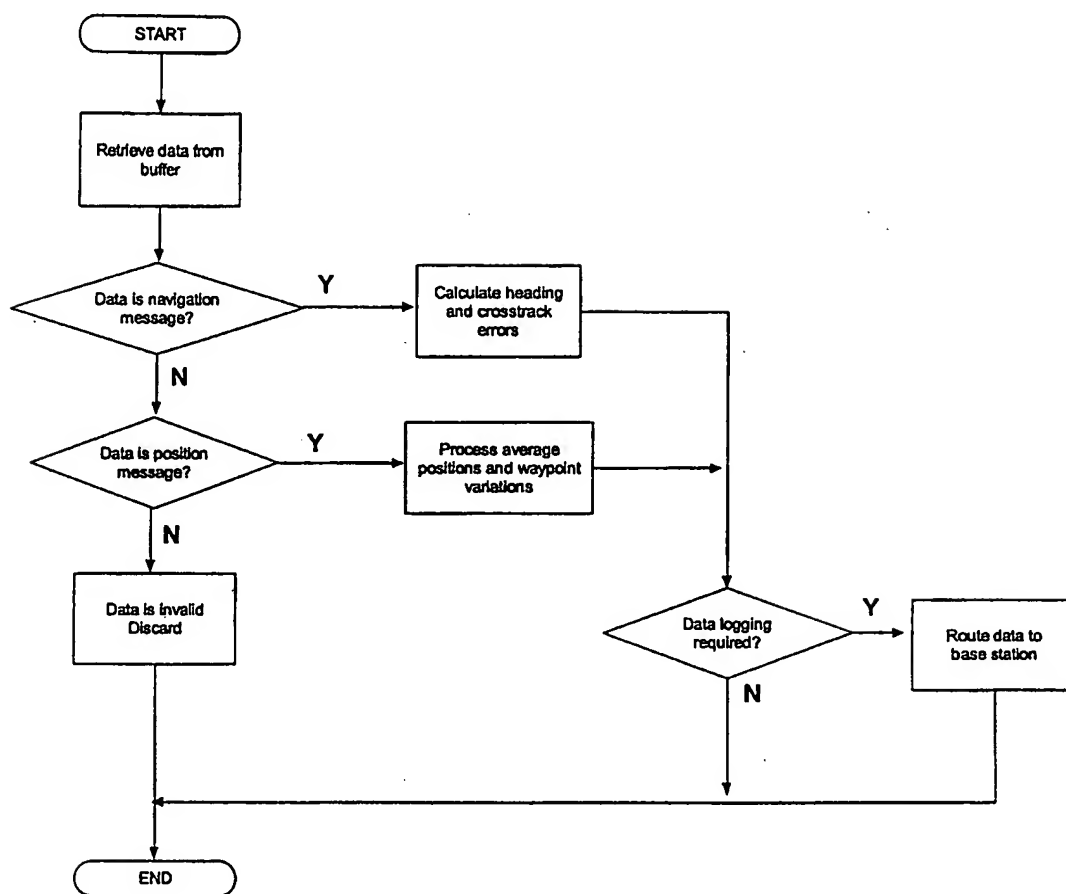 START
Retrieve data from
buffer
Data is navigation
message?
Y
Calculate heading
and crosstrack
errors
N
Data is position
message?
Y
Process average
positions and waypoint
variations
N
Data is invalid
Discard
Data logging
required?
Y
Route data to
base station
N
END